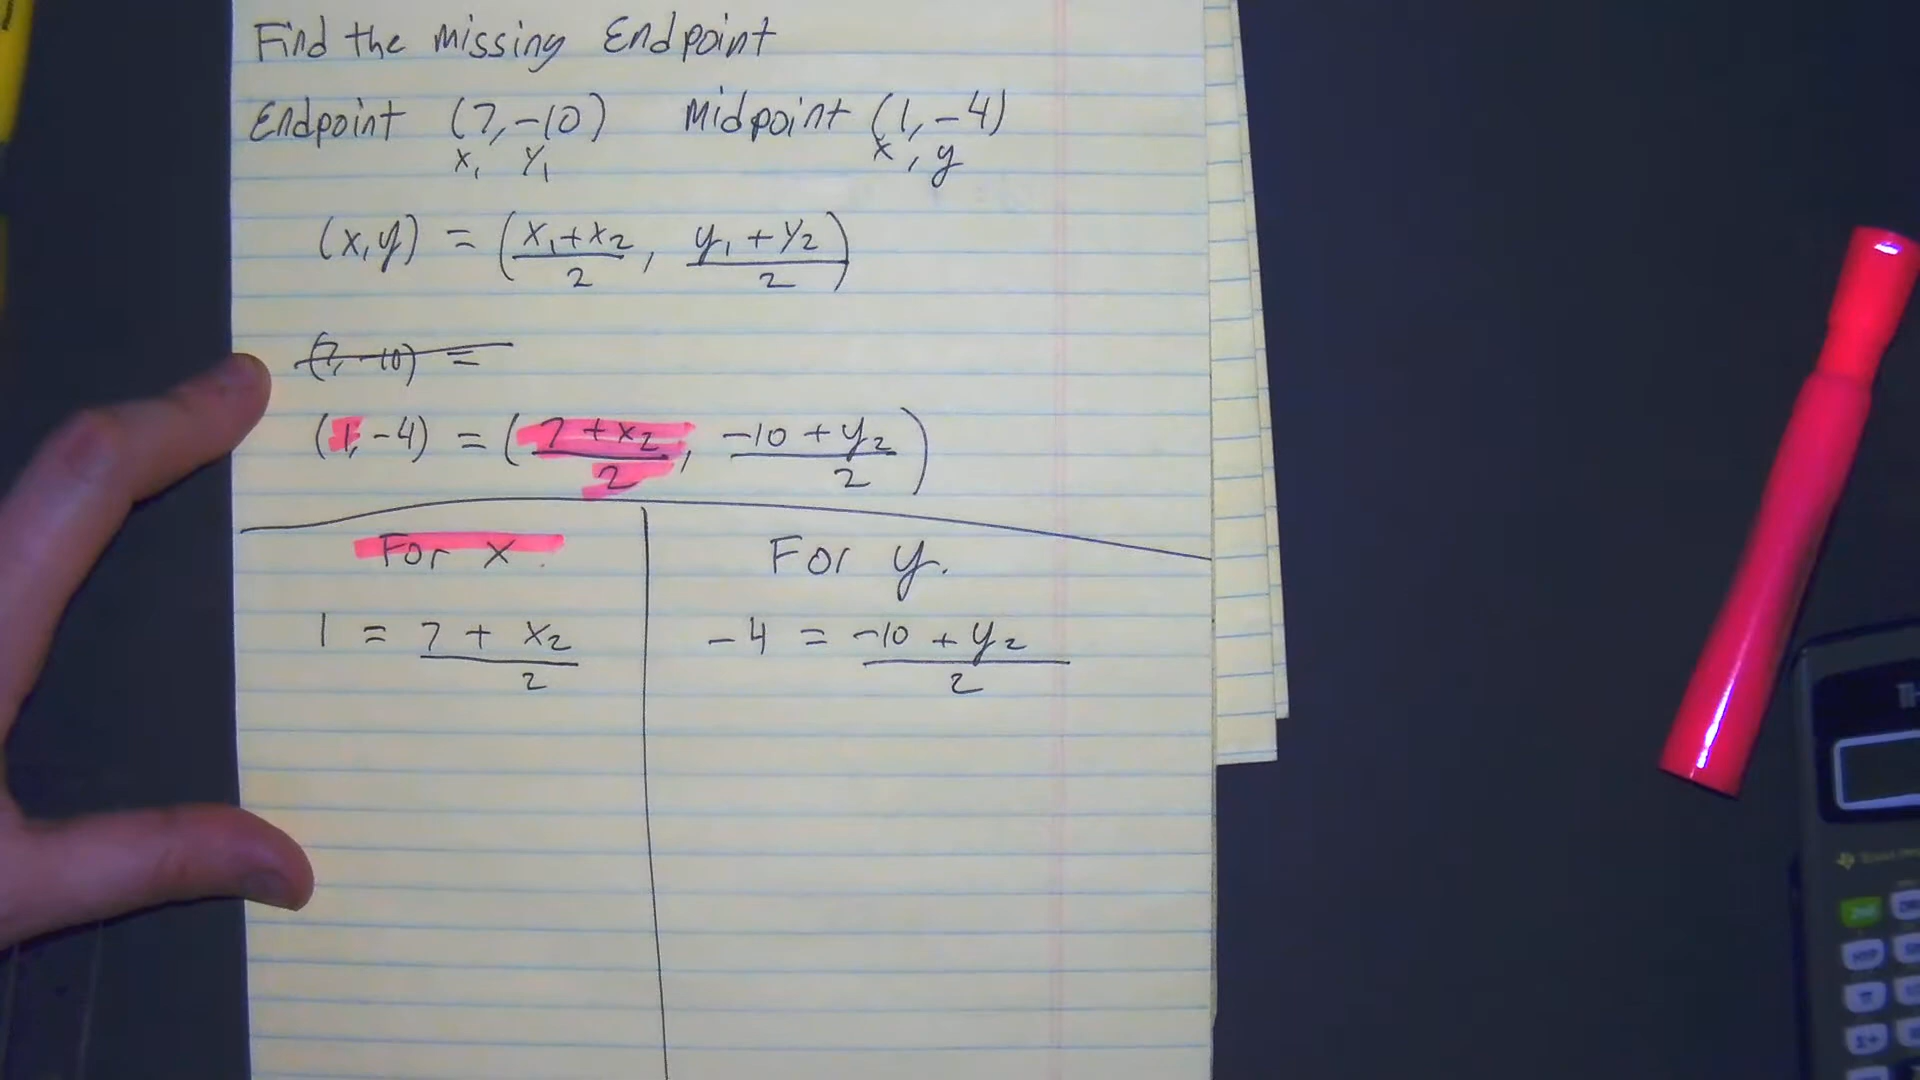 Find the missing Endpoint
Endpoint (7, -10) Midpoint (1, -4)
x₁ y₁ x, y
(x, y) = (x₁ + x₂ / 2, y₁ + y₂ / 2)
(7, -10) =
(1, -4) = (7 + x₂ / 2, -10 + y₂ / 2)
For x. For y.
1 = 7 + x₂ / 2 -4 = -10 + y₂ / 2
2nd
HYP
π
Σ+